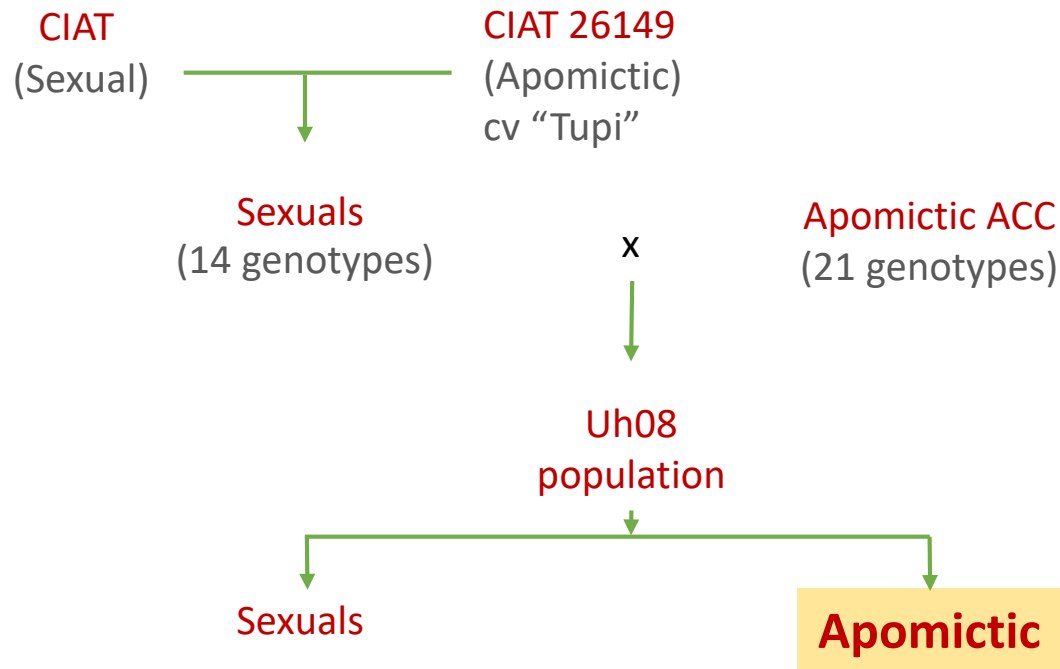 CIAT
(Sexual)
CIAT 26149
(Apomictic)
cv “Tupi”
Sexuals
(14 genotypes)
x
Apomictic ACC
(21 genotypes)
Uh08
population
Sexuals
Apomictic